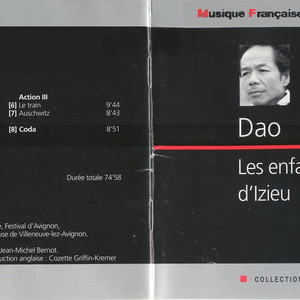 Action III
[6] Le train 9'44
[7] Auschwitz 8'43
[8] Coda 8'51
Durée totale 74'58
Festival d'Avignon,
use de Villeneuve-lez-Avignon.
Jean-Michel Bernot.
uction anglaise : Cozette Griffin-Kremer
Musique Française
Dao
Les enfa
d'Izieu
COLLECTION